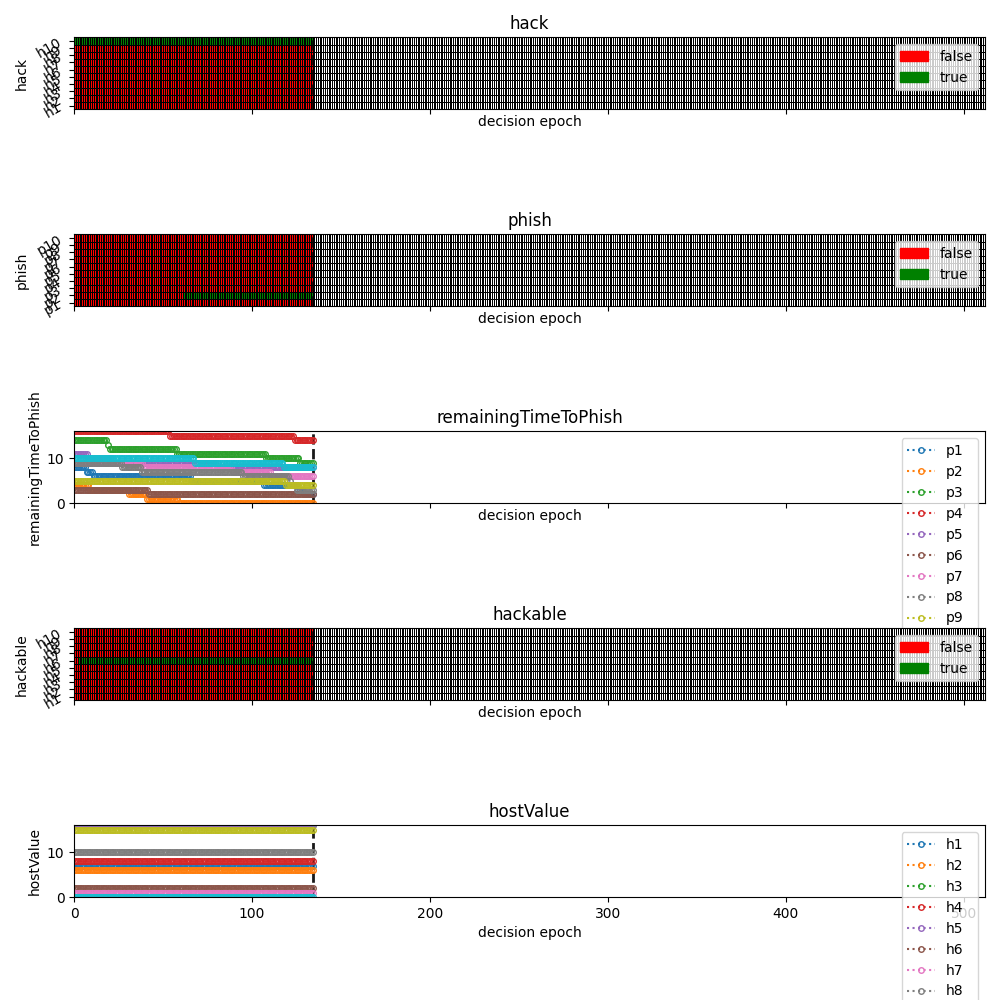 hack
hack
h10
h1
false
true
decision epoch
phish
phish
p10
p1
false
true
decision epoch
remainingTimeToPhish
remainingTimeToPhish
10
0
p1
p2
p3
p4
p5
p6
p7
p8
p9
decision epoch
hackable
hackable
h10
h1
false
true
decision epoch
hostValue
hostValue
10
0
0
100
200
300
400
500
h1
h2
h3
h4
h5
h6
h7
h8
decision epoch